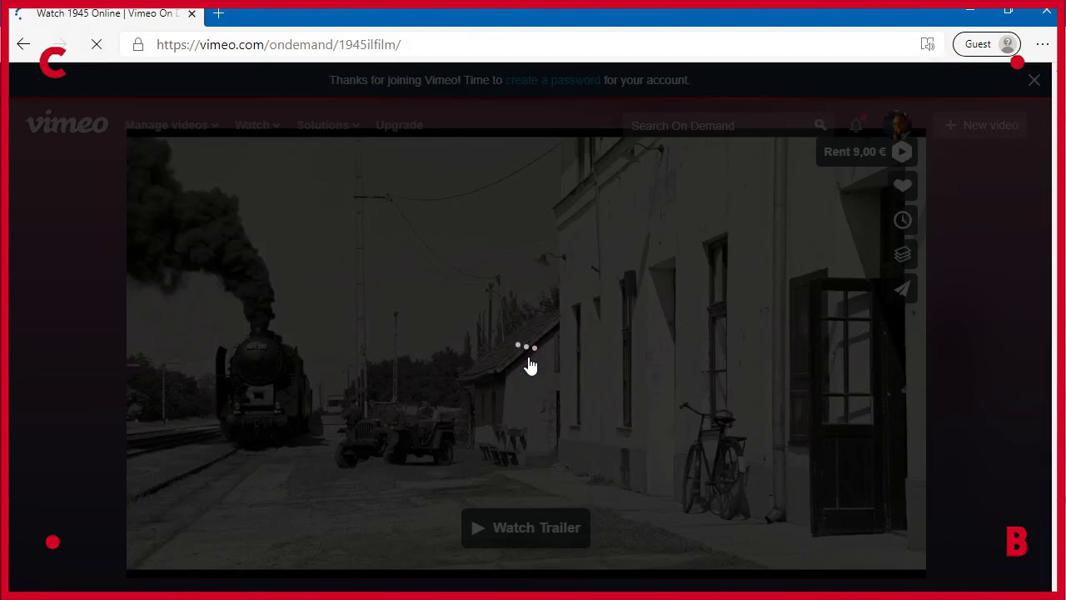 Watch 1945 Online | Vimeo On D
https://vimeo.com/ondemand/1945ilfilm/
Guest
C
Thanks for joining Vimeo! Time to create a password for your account.
vimeo
Manage videos
Watch
Solutions
Upgrade
Search On Demand
New video
Rent 9,00 €
Watch Trailer
B